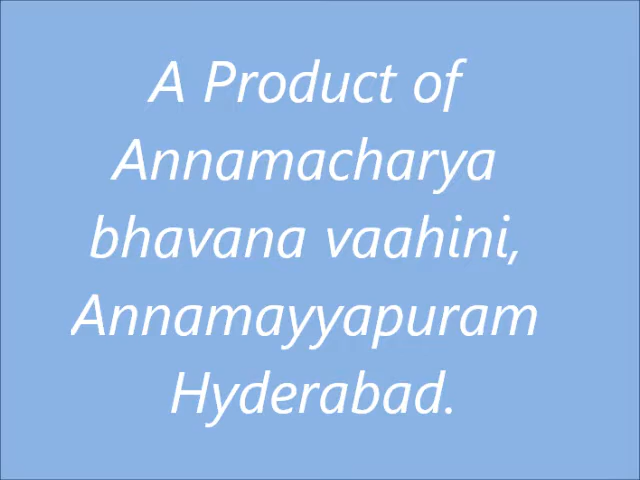 A Product of
Annamacharya
bhavana vaahini,
Annamayyapuram
Hyderabad.